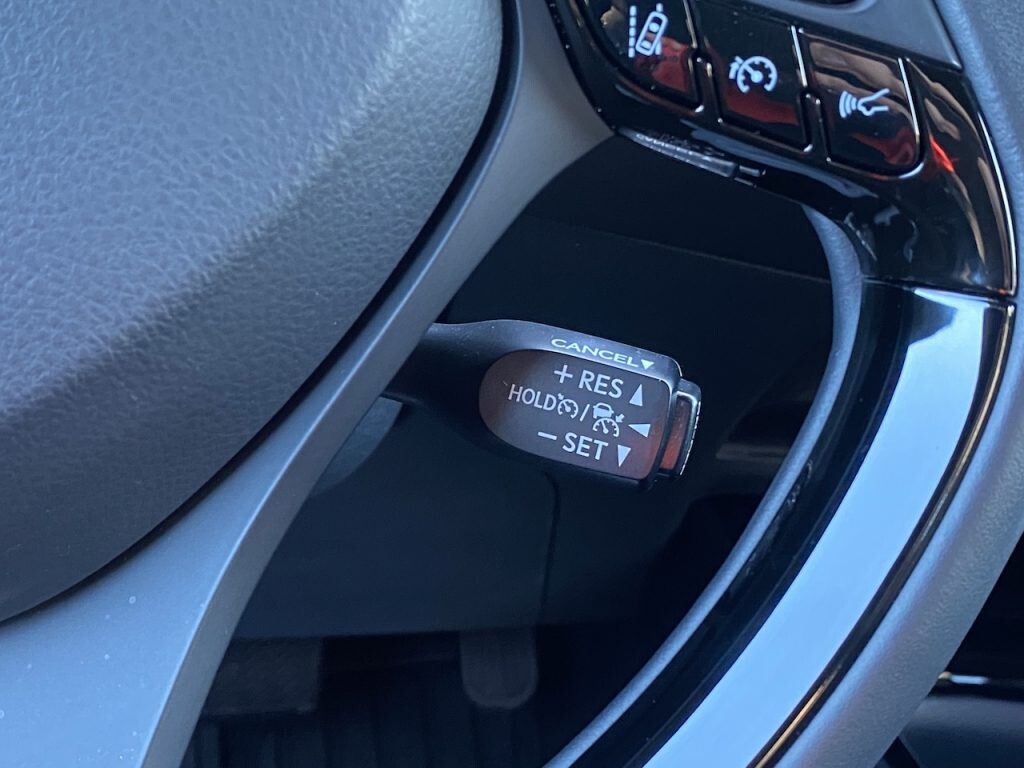 CANCEL
+ RES
HOLD /
− SET